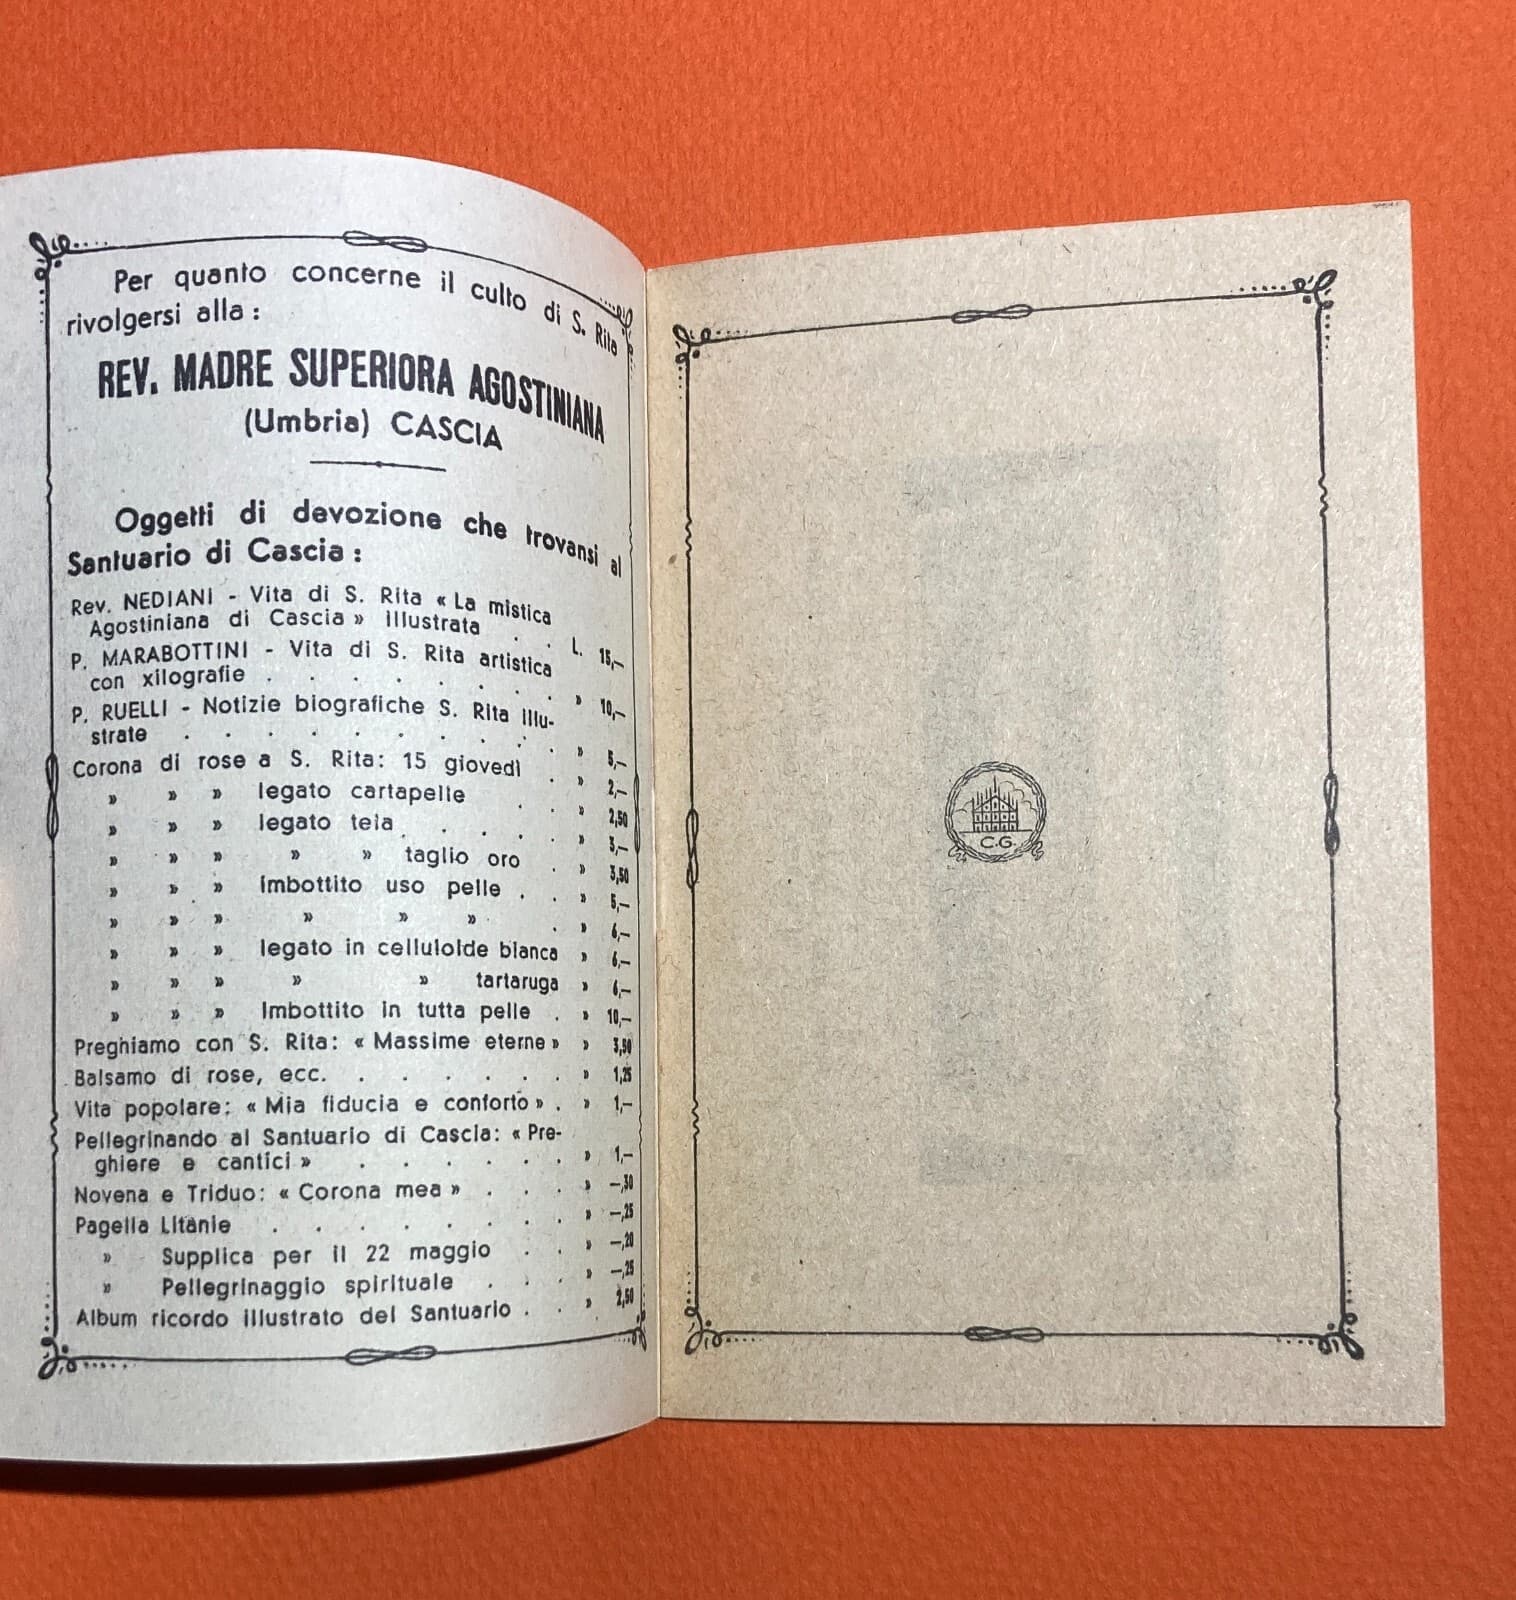 Per quanto concerne il culto di S. Rita
rivolgersi alla :
REV. MADRE SUPERIORA AGOSTINIANA
(Umbria) CASCIA
Oggetti di devozione che trovansi al
Santuario di Cascia :
Rev. NEDIANI - Vita di S. Rita « La mistica
Agostiniana di Cascia » illustrata . . L. 15,—
P. MARABOTTINI - Vita di S. Rita artistica
con xilografie . . . . . . . » 10,—
P. RUELLI - Notizie biografiche S. Rita illu-
strate . . . . . . . . . » 5,—
Corona di rose a S. Rita: 15 giovedì . » 2,—
» » » legato cartapelle . » 2,50
» » » legato tela . . . . » 3,—
» » » » » taglio oro . » 3,50
» » » Imbottito uso pelle . . » 5,—
» » » » » » . » 6,—
» » » legato in celluloide bianca » 6,—
» » » » » tartaruga » 6,—
» » » Imbottito in tutta pelle . » 10,—
Preghiamo con S. Rita: « Massime eterne » » 3,50
Balsamo di rose, ecc. . . . . . . » 1,25
Vita popolare: « Mia fiducia e conforto » . » 1,—
Pellegrinando al Santuario di Cascia: « Pre-
ghiere e cantici » . . . . . . » 1,—
Novena e Triduo: « Corona mea » . . . » —,30
Pagella Litanie . . . . . . . » —,25
» Supplica per il 22 maggio . . » —,20
» Pellegrinaggio spirituale . . . » —,25
Album ricordo illustrato del Santuario . . » 2,50
C.G.